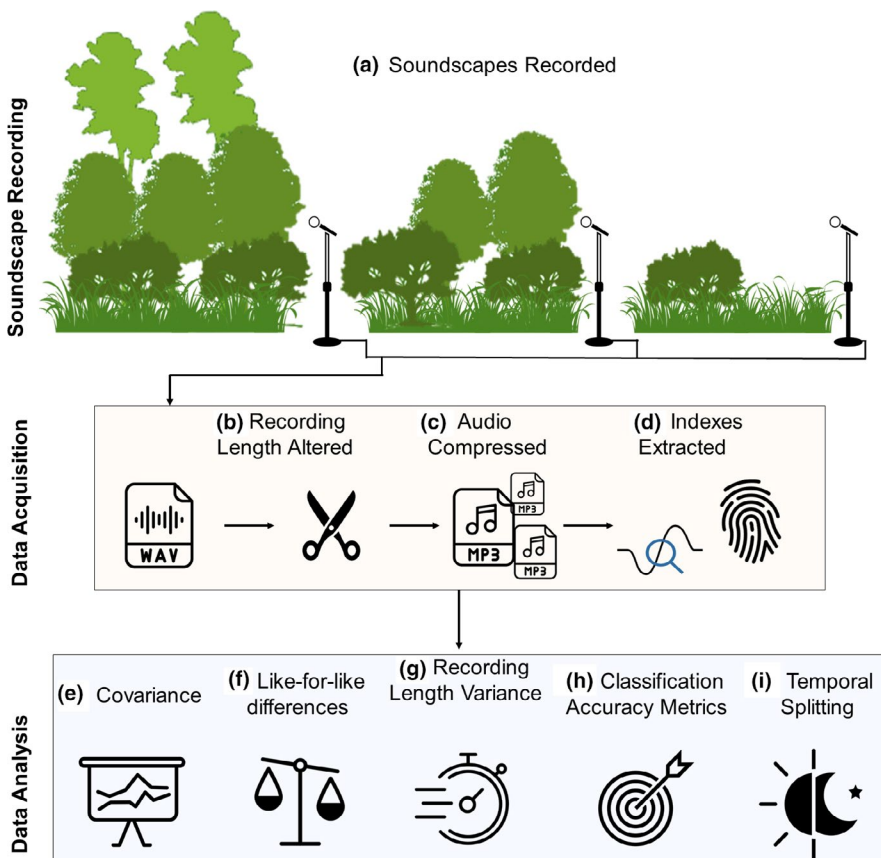 Soundscape Recording
(a) Soundscapes Recorded
Data Acquisition
(b) Recording
Length Altered
(c) Audio
Compressed
(d) Indexes
Extracted
WAV
MP3
MP3
MP3
Data Analysis
(e) Covariance
(f) Like-for-like
differences
(g) Recording
Length Variance
(h) Classification
Accuracy Metrics
(i) Temporal
Splitting